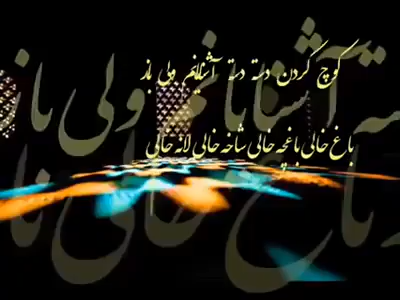 کوچ کردن دسته دسته آشنایانم ولی باز
باغ خالی باغچه خالی شاخه خالی لانه خالی